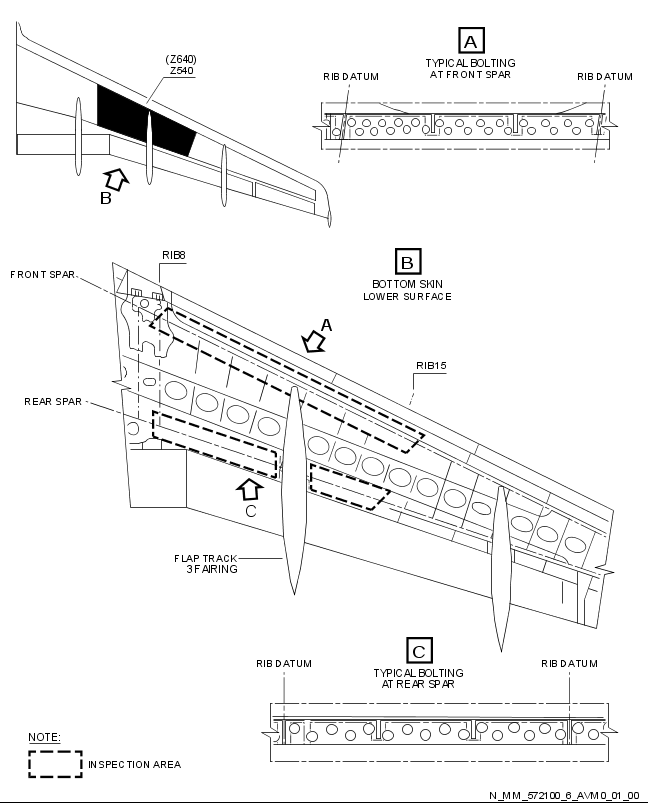 (Z640)
Z540
B
A
TYPICAL BOLTING
AT FRONT SPAR
RIB DATUM
RIB DATUM
B
BOTTOM SKIN
LOWER SURFACE
RIB8
FRONT SPAR
A
RIB15
REAR SPAR
C
FLAP TRACK
3 FAIRING
C
TYPICAL BOLTING
AT REAR SPAR
RIB DATUM
RIB DATUM
NOTE:
INSPECTION AREA
N_MM_572100_6_AVM0_01_00